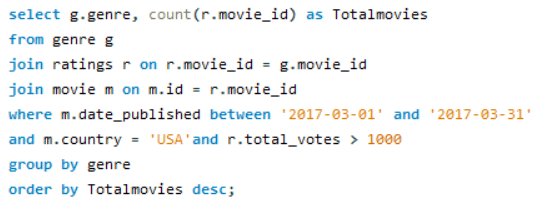 select g.genre, count(r.movie_id) as Totalmovies
from genre g
join ratings r on r.movie_id = g.movie_id
join movie m on m.id = r.movie_id
where m.date_published between '2017-03-01' and '2017-03-31'
and m.country = 'USA'and r.total_votes > 1000
group by genre
order by Totalmovies desc;